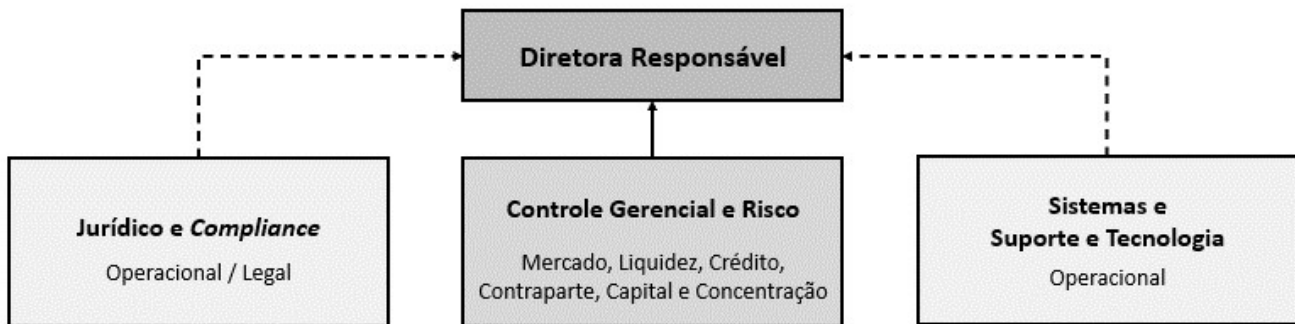 Diretora Responsável
Jurídico e Compliance
Operacional / Legal
Controle Gerencial e Risco
Mercado, Liquidez, Crédito,
Contraparte, Capital e Concentração
Sistemas e
Suporte e Tecnologia
Operacional